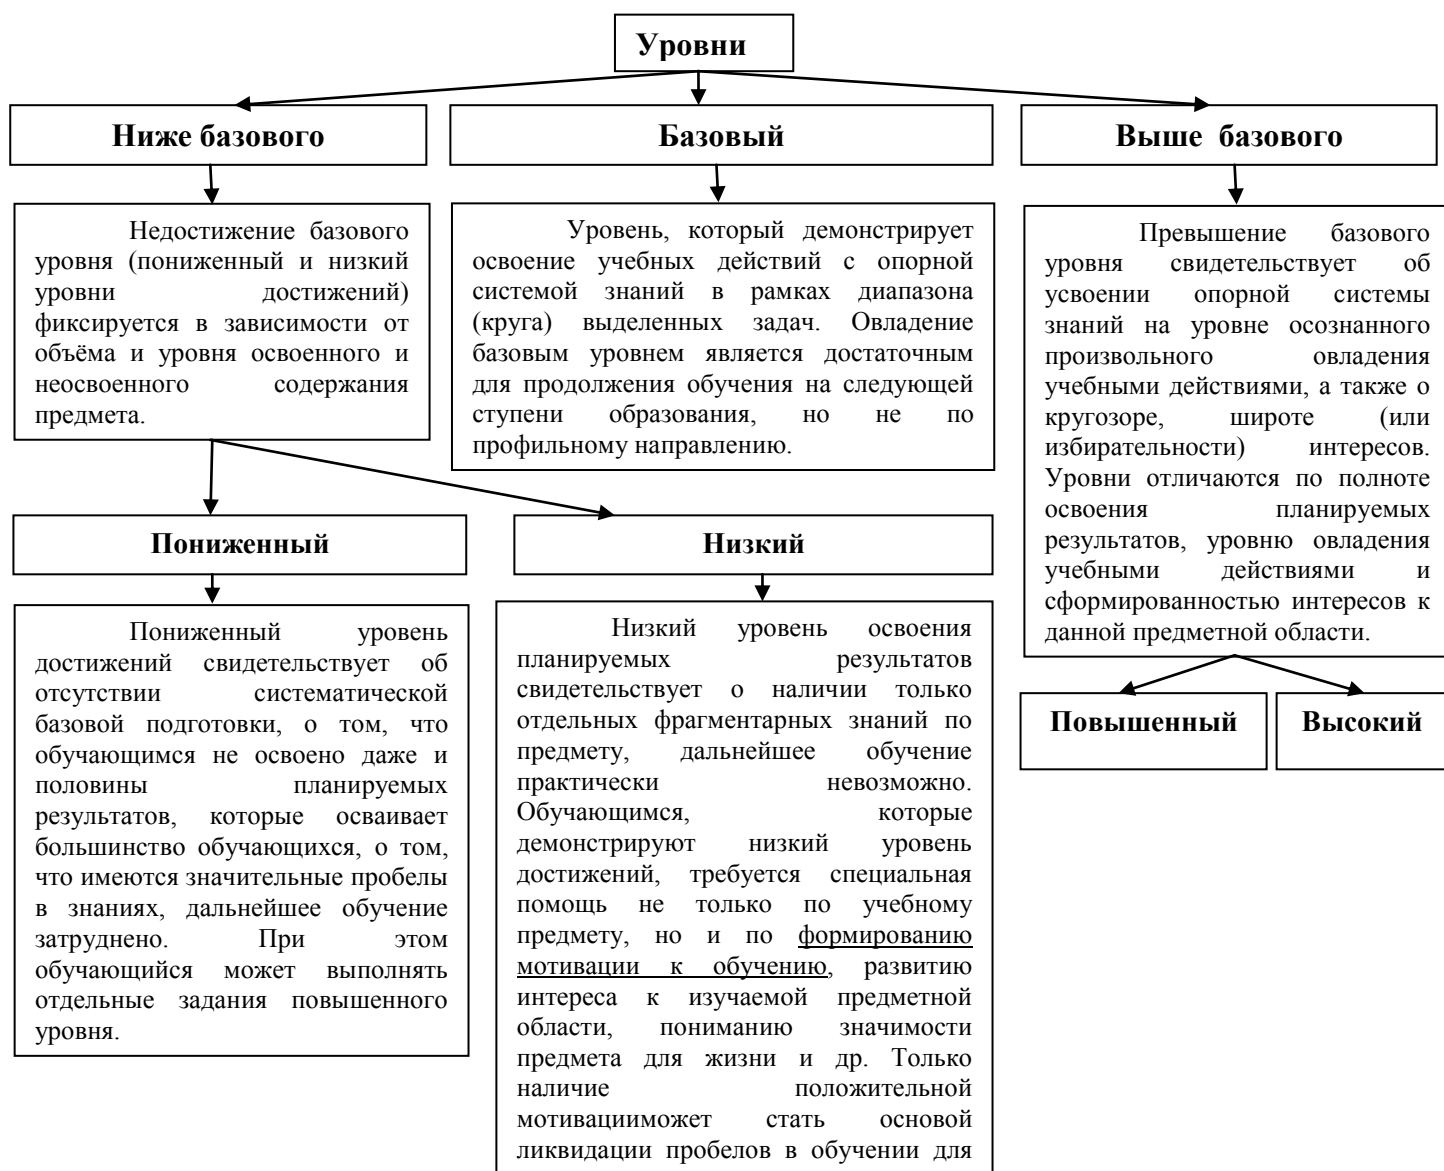 Уровни
Ниже базового
Базовый
Выше базового
Недостижение базового
уровня (пониженный и низкий
уровни достижений)
фиксируется в зависимости от
объёма и уровня освоенного и
неосвоенного содержания
предмета.
Уровень, который демонстрирует
освоение учебных действий с опорной
системой знаний в рамках диапазона
(круга) выделенных задач. Овладение
базовым уровнем является достаточным
для продолжения обучения на следующей
ступени образования, но не по
профильному направлению.
Превышение базового
уровня свидетельствует об
усвоении опорной системы
знаний на уровне осознанного
произвольного овладения
учебными действиями, а также о
кругозоре, широте (или
избирательности) интересов.
Уровни отличаются по полноте
освоения планируемых
результатов, уровню овладения
учебными действиями и
сформированностью интересов к
данной предметной области.
Пониженный
Низкий
Повышенный
Высокий
Пониженный уровень
достижений свидетельствует об
отсутствии систематической
базовой подготовки, о том, что
обучающимся не освоено даже и
половины планируемых
результатов, которые осваивает
большинство обучающихся, о том,
что имеются значительные пробелы
в знаниях, дальнейшее обучение
затруднено. При этом
обучающийся может выполнять
отдельные задания повышенного
уровня.
Низкий уровень освоения
планируемых результатов
свидетельствует о наличии только
отдельных фрагментарных знаний по
предмету, дальнейшее обучение
практически невозможно.
Обучающимся, которые
демонстрируют низкий уровень
достижений, требуется специальная
помощь не только по учебному
предмету, но и по формированию
мотивации к обучению, развитию
интереса к изучаемой предметной
области, пониманию значимости
предмета для жизни и др. Только
наличие положительной
мотивацииможет стать основой
ликвидации пробелов в обучении для